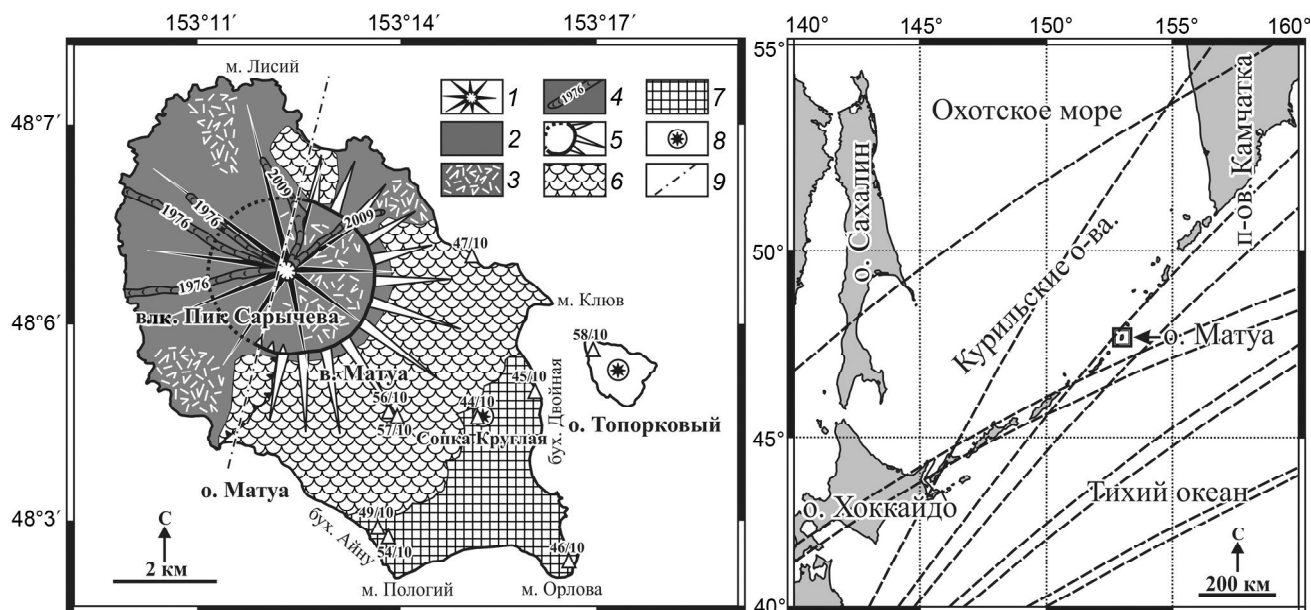 153°11′ 153°14′ 153°17′
м. Лисий
48°7′
48°6′
48°3′
1
2
3
1976 4
5
6
7
8
9
2009
1976
1976
2009
1976
47/10
м. Клюв
влк. Пик Сарычева
в. Матуа
58/10
45/10
56/10
44/10
57/10
Сопка Круглая
бух. Двойная
о. Топорковый
о. Матуа
49/10
бух. Айну
54/10
46/10
С
2 км
м. Пологий
м. Орлова
140° 145° 150° 155° 160°
55°
50°
45°
40°
Охотское море
о. Сахалин
п-ов. Камчатка
Курильские о-ва.
о. Матуа
о. Хоккайдо
Тихий океан
С
200 км